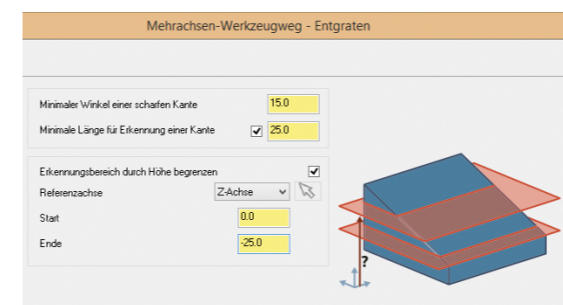 Mehrachsen-Werkzeugweg - Entgraten
Minimaler Winkel einer scharfen Kante 15.0
Minimale Länge für Erkennung einer Kante 25.0
Erkennungsbereich durch Höhe begrenzen
Referenzachse Z-Achse
Start 0.0
Ende -25.0
?